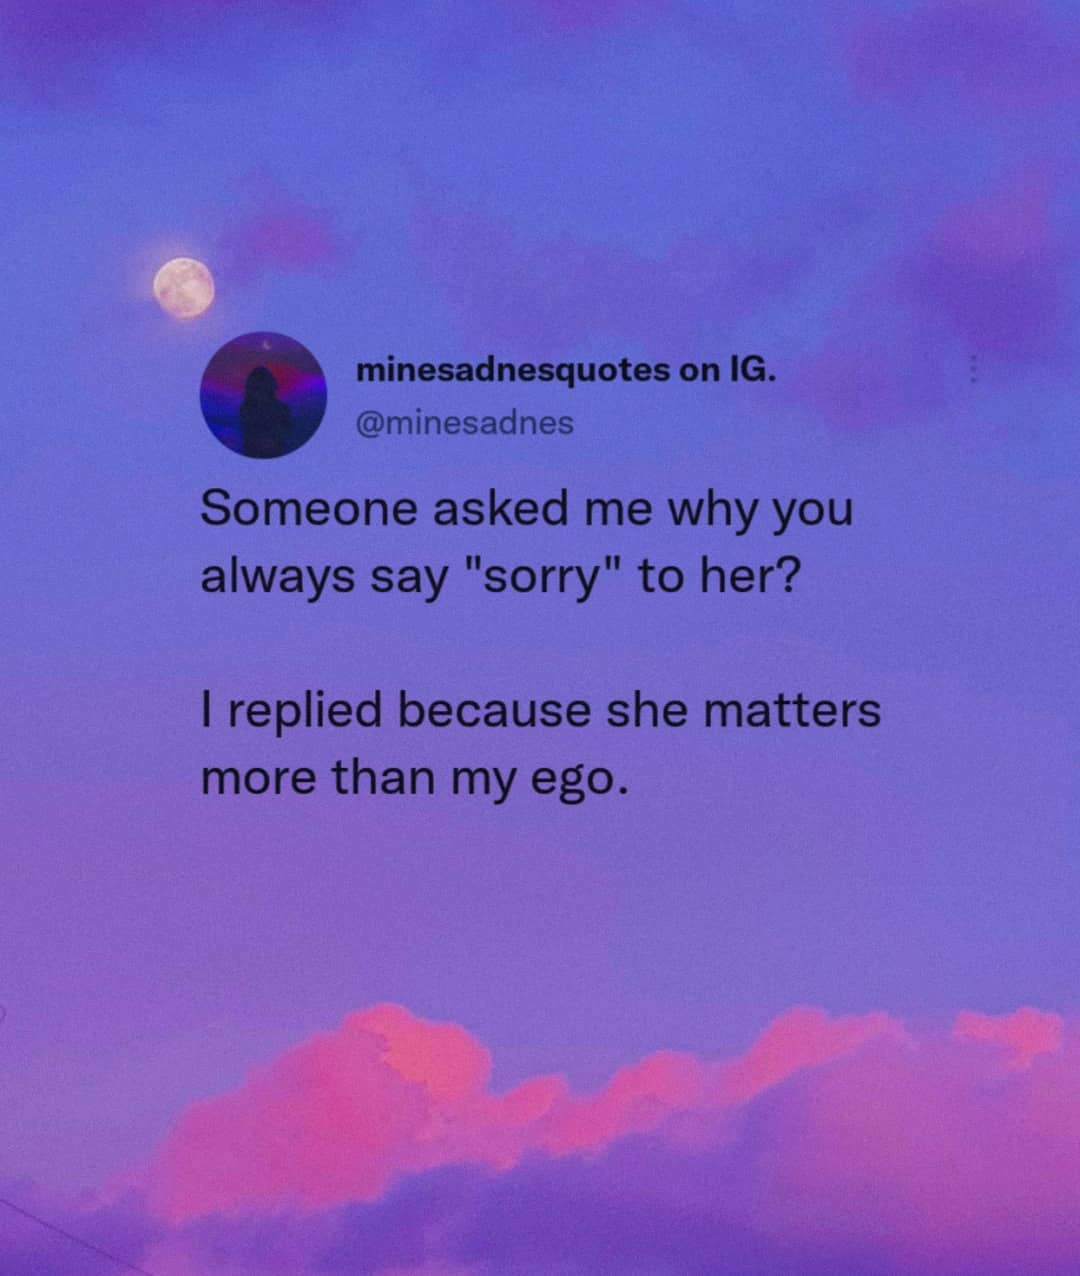 minesadnesquotes on IG.
@minesadnes
Someone asked me why you
always say "sorry" to her?
I replied because she matters
more than my ego.